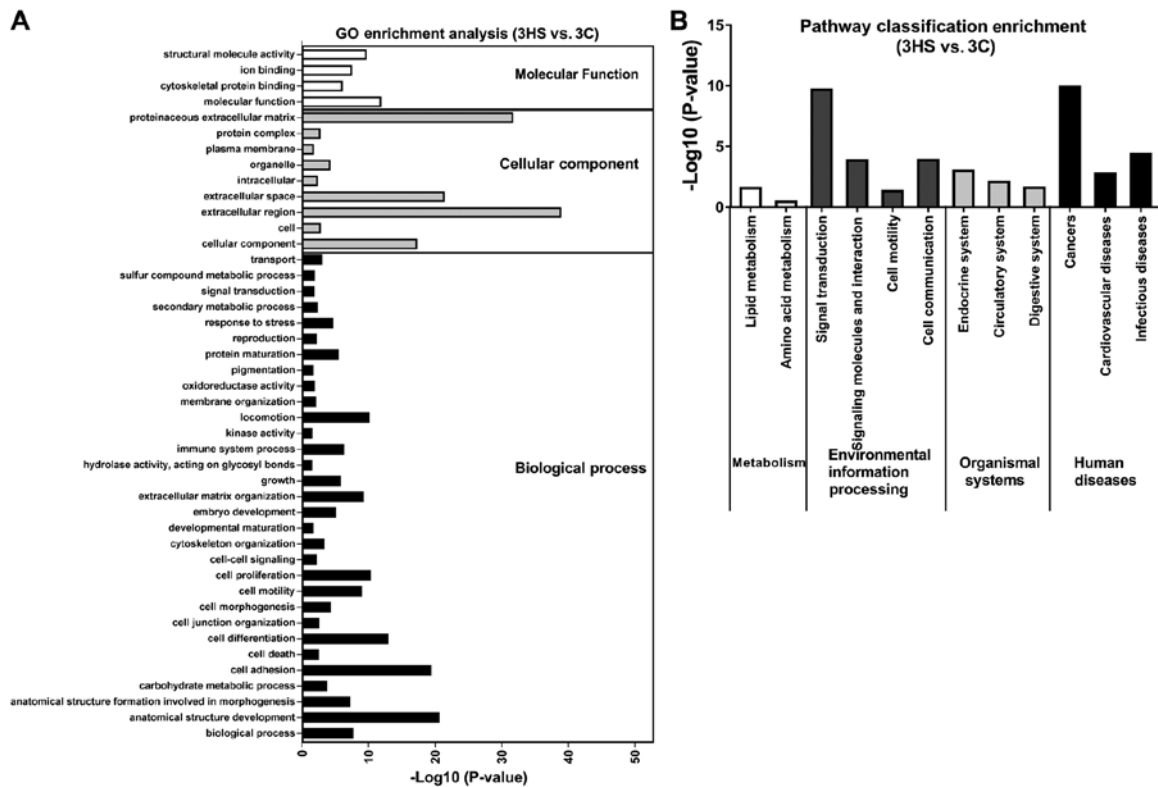 A
GO enrichment analysis (3HS vs. 3C)
structural molecule activity
ion binding
cytoskeletal protein binding
molecular function
Molecular Function
proteinaceous extracellular matrix
protein complex
plasma membrane
organelle
intracellular
extracellular space
extracellular region
cell
cellular component
Cellular component
transport
sulfur compound metabolic process
signal transduction
secondary metabolic process
response to stress
reproduction
protein maturation
pigmentation
oxidoreductase activity
membrane organization
locomotion
kinase activity
immune system process
hydrolase activity, acting on glycosyl bonds
growth
extracellular matrix organization
embryo development
developmental maturation
cytoskeleton organization
cell-cell signaling
cell proliferation
cell motility
cell morphogenesis
cell junction organization
cell differentiation
cell death
cell adhesion
carbohydrate metabolic process
anatomical structure formation involved in morphogenesis
anatomical structure development
biological process
Biological process
0 10 20 30 40 50
-Log10 (P-value)
B
Pathway classification enrichment
(3HS vs. 3C)
-Log10 (P-value)
15
10
5
0
Lipid metabolism
Amino acid metabolism
Signal transduction
Signaling molecules and interaction
Cell motility
Cell communication
Endocrine system
Circulatory system
Digestive system
Cancers
Cardiovascular diseases
Infectious diseases
Metabolism
Environmental
information
processing
Organismal
systems
Human
diseases